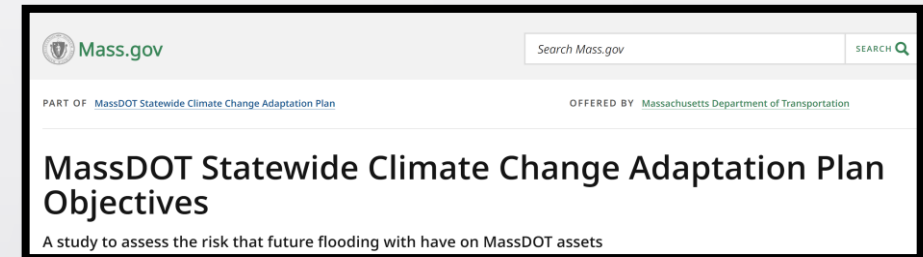 Mass.gov
Search Mass.gov
SEARCH
PART OF MassDOT Statewide Climate Change Adaptation Plan
OFFERED BY Massachusetts Department of Transportation
MassDOT Statewide Climate Change Adaptation Plan
Objectives
A study to assess the risk that future flooding with have on MassDOT assets